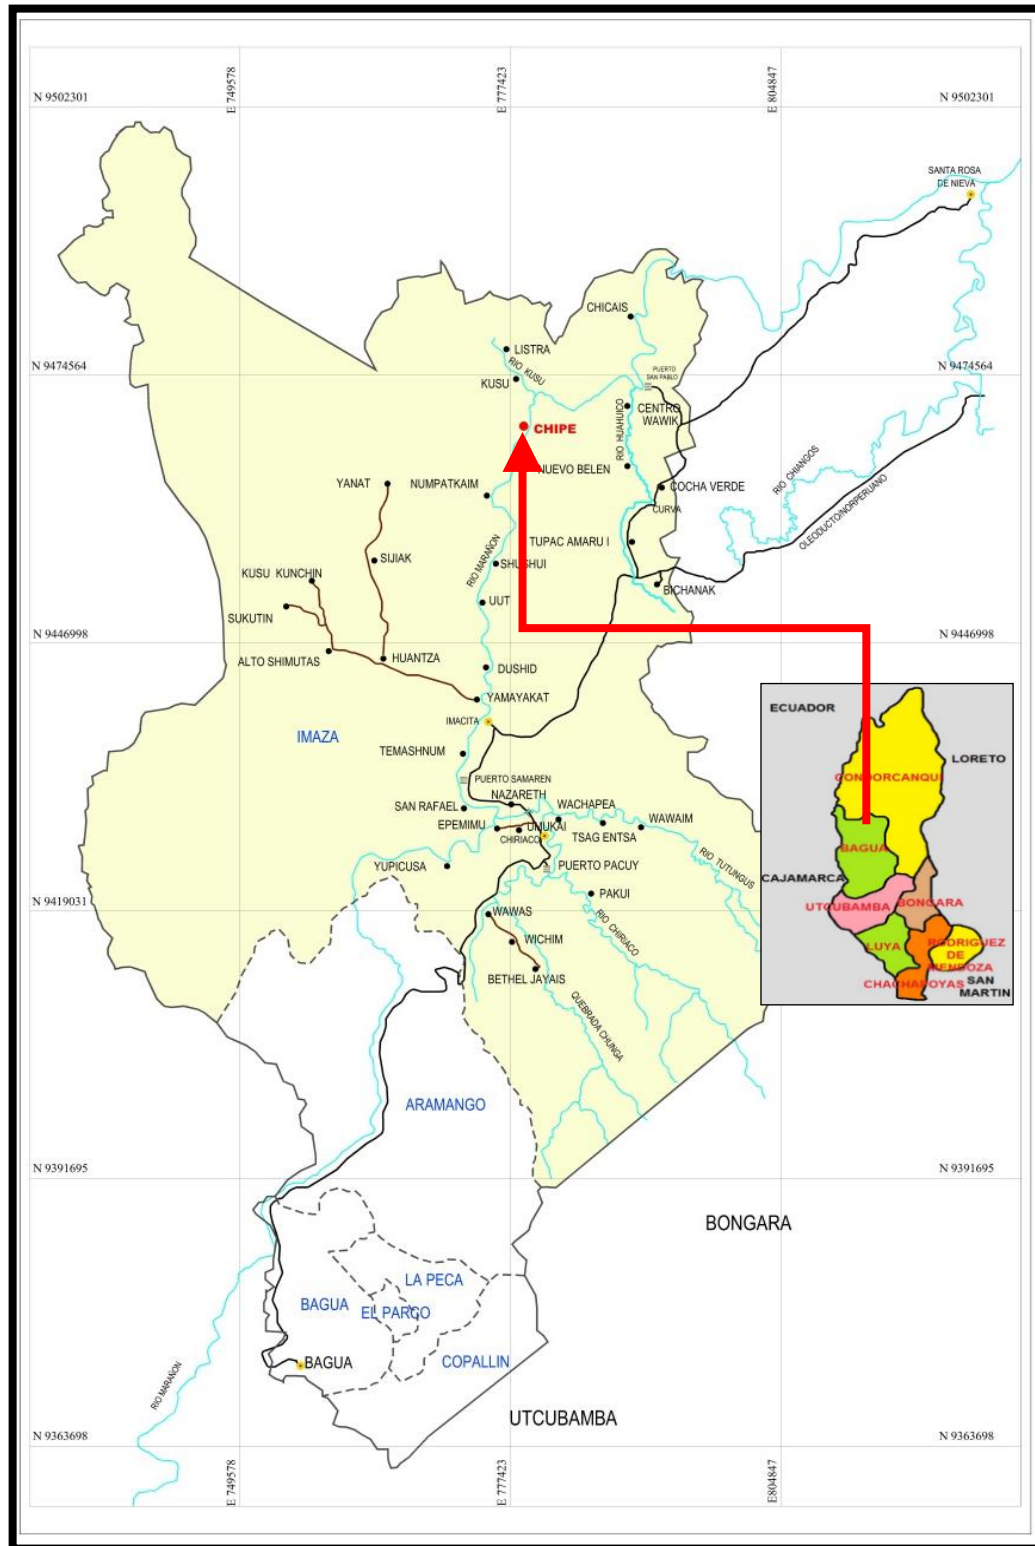 E 749578
E 777423
E 804847
N 9502301
N 9502301
SANTA ROSA
DE NIEVA
CHICAIS
LISTRA
RIO KUSU
N 9474564
N 9474564
PUERTO
SAN PABLO
KUSU
CENTRO
WAWIK
CHIPE
RIO HUAHUICO
NUEVO BELEN
RIO CHIANGOS
YANAT
NUMPATKAIM
COCHA VERDE
CURVA
OLEODUCTO/NORPERUANO
TUPAC AMARU I
RIO MARAÑON
SIJIAK
SHUSHUI
KUSU KUNCHIN
BICHANAK
UUT
SUKUTIN
N 9446998
N 9446998
ALTO SHIMUTAS
HUANTZA
DUSHID
YAMAYAKAT
IMACITA
IMAZA
TEMASHNUM
PUERTO SAMAREN
NAZARETH
SAN RAFAEL
WACHAPEA
EPEMIMU
UMUKAI
WAWAIM
CHIRIACO
TSAG ENTSA
RIO TUTUNGUS
YUPICUSA
PUERTO PACUY
PAKUI
N 9419031
WAWAS
RIO CHIRIACO
WICHIM
BETHEL JAYAIS
QUEBRADA CHUNGA
ECUADOR
LORETO
CONDORCANQUI
BAGUA
CAJAMARCA
UTCUBAMBA
BONGARA
LUYA
RODRIGUEZ
DE
MENDOZA
CHACHAPOYAS
SAN
MARTIN
ARAMANGO
N 9391695
N 9391695
BONGARA
LA PECA
BAGUA
EL PARCO
BAGUA
COPALLIN
RIO MARAÑON
UTCUBAMBA
N 9363698
N 9363698
E 749578
E 777423
E804847